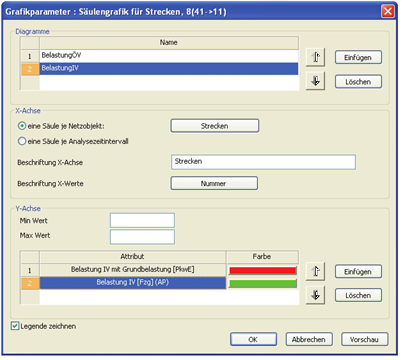 Grafikparameter : Säulengrafik für Strecken, 8(41->11)
Diagramme
Name
1 BelastungÖV
2 BelastungIV
Einfügen
Löschen
X-Achse
eine Säule je Netzobjekt:
Strecken
eine Säule je Analysezeitintervall
Beschriftung X-Achse
Strecken
Beschriftung X-Werte
Nummer
Y-Achse
Min Wert
Max Wert
Attribut Farbe
1 Belastung IV mit Grundbelastung [PkwE]
2 Belastung IV [Fzg] (AP)
Einfügen
Löschen
Legende zeichnen
OK Abbrechen Vorschau